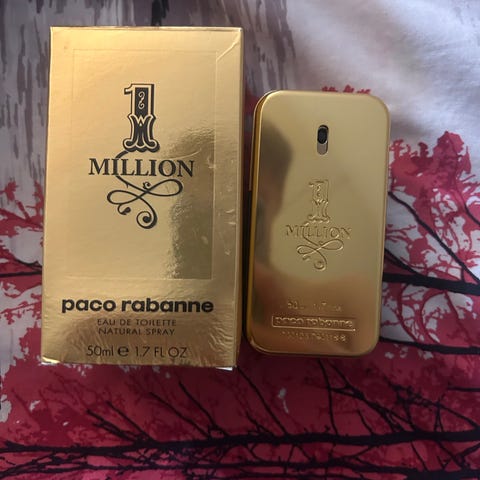 1
MILLION
paco rabanne
EAU DE TOILETTE
NATURAL SPRAY
50ml e 1.7 FL OZ
1
MILLION
paco rabanne